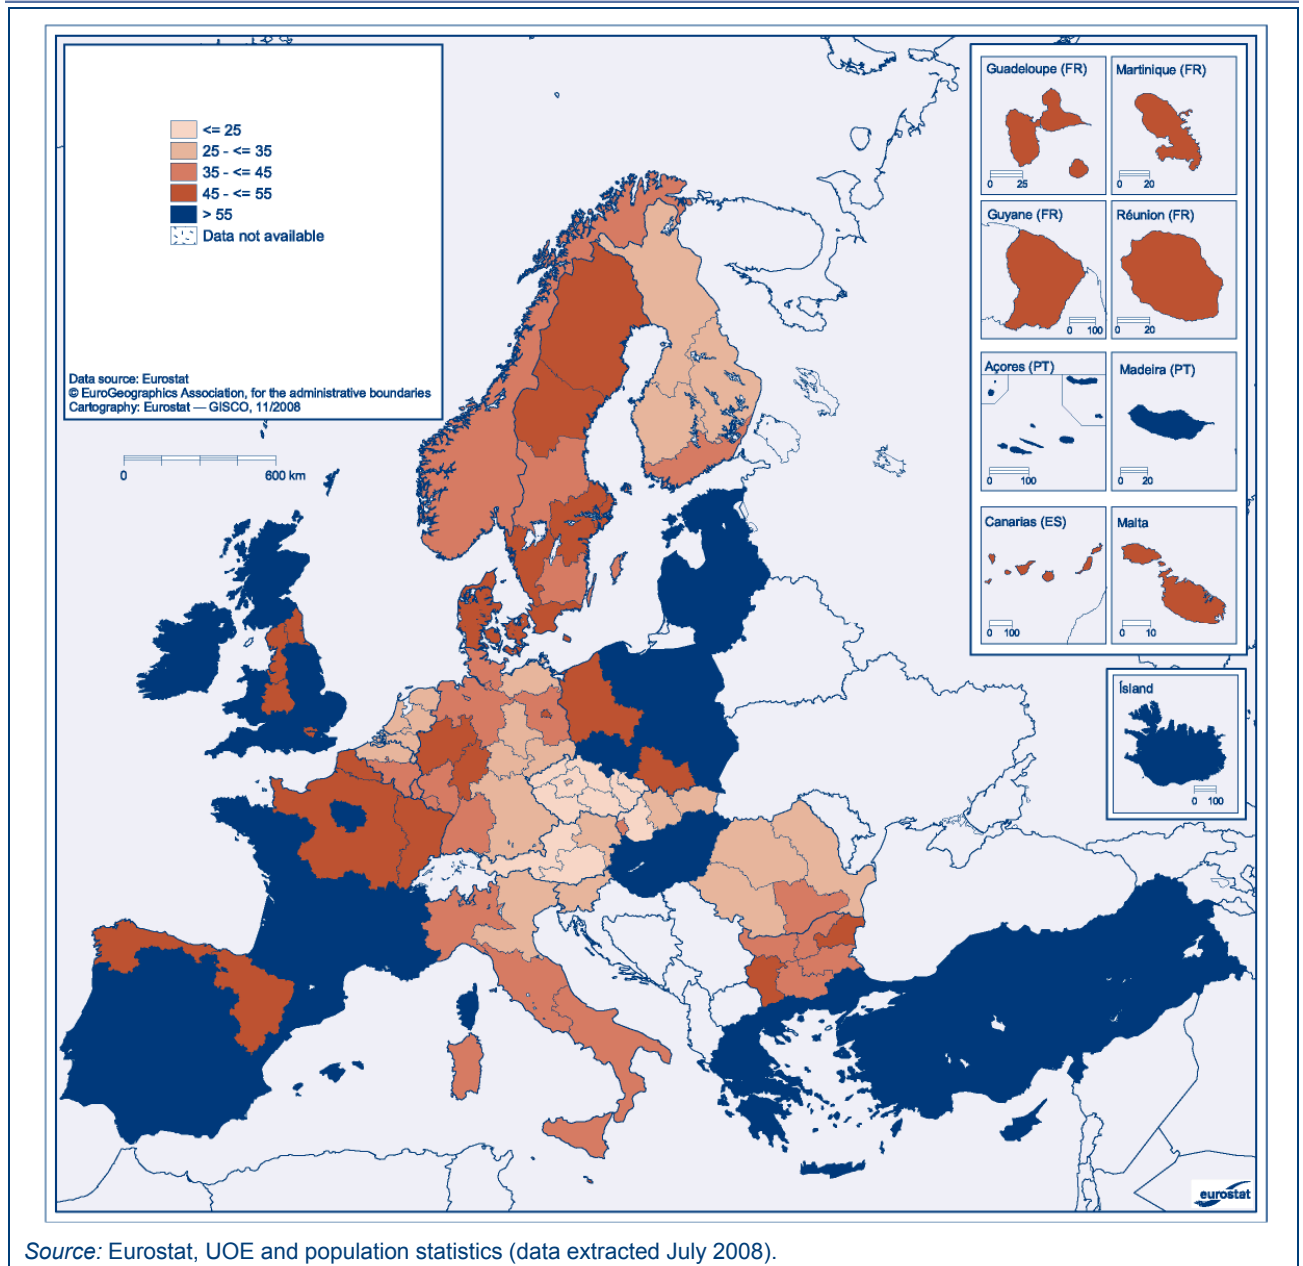 <= 25
25 - <= 35
35 - <= 45
45 - <= 55
> 55
Data not available
Data source: Eurostat
© EuroGeographics Association, for the administrative boundaries
Cartography: Eurostat — GISCO, 11/2008
0 600 km
Guadeloupe (FR)
0 25
Martinique (FR)
0 20
Guyane (FR)
0 100
Réunion (FR)
0 20
Açores (PT)
0 100
Madeira (PT)
0 20
Canarias (ES)
0 100
Malta
0 10
Ísland
0 100
eurostat
Source: Eurostat, UOE and population statistics (data extracted July 2008).